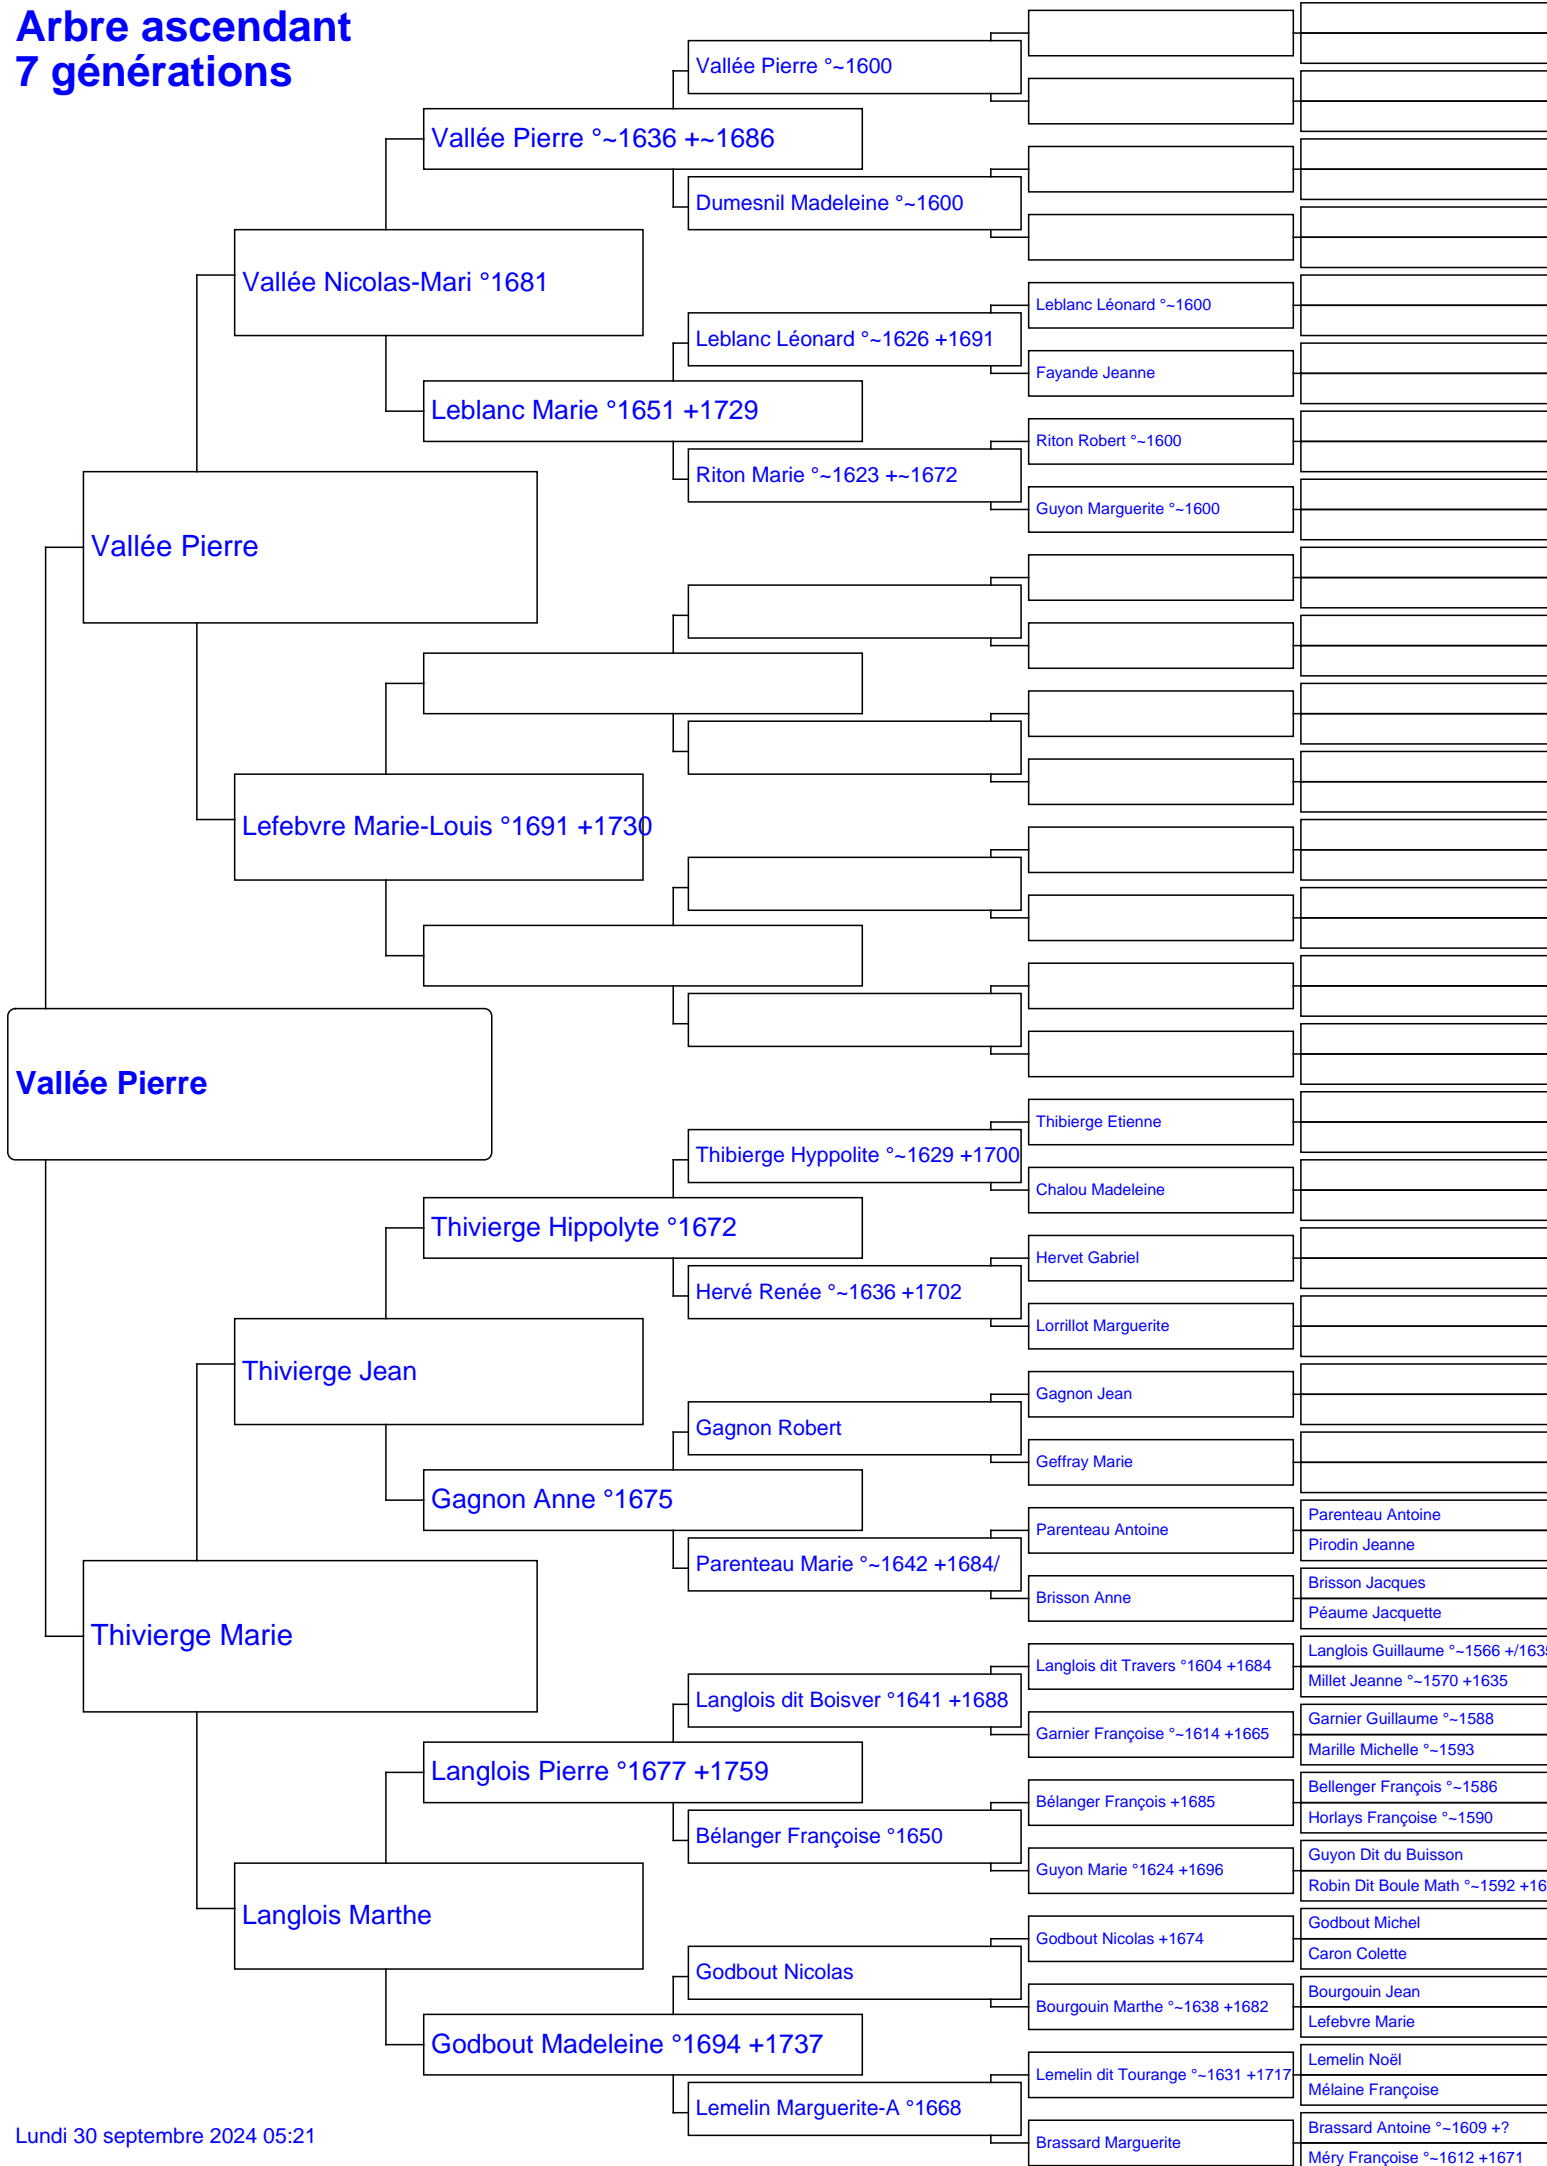 Arbre ascendant
7 générations
Vallée Pierre
Vallée Pierre
Thivierge Marie
Vallée Nicolas-Mari °1681
Lefebvre Marie-Louis °1691 +1730
Thivierge Jean
Langlois Marthe
Vallée Pierre °~1636 +~1686
Leblanc Marie °1651 +1729
Thivierge Hippolyte °1672
Gagnon Anne °1675
Langlois Pierre °1677 +1759
Godbout Madeleine °1694 +1737
Vallée Pierre °~1600
Dumesnil Madeleine °~1600
Leblanc Léonard °~1626 +1691
Riton Marie °~1623 +~1672
Thibierge Hyppolite °~1629 +1700
Hervé Renée °~1636 +1702
Gagnon Robert
Parenteau Marie °~1642 +1684/
Langlois dit Boisver °1641 +1688
Bélanger Françoise °1650
Godbout Nicolas
Lemelin Marguerite-A °1668
Leblanc Léonard °~1600
Fayande Jeanne
Riton Robert °~1600
Guyon Marguerite °~1600
Thibierge Etienne
Chalou Madeleine
Hervet Gabriel
Lorrillot Marguerite
Gagnon Jean
Geffray Marie
Parenteau Antoine
Brisson Anne
Langlois dit Travers °1604 +1684
Garnier Françoise °~1614 +1665
Bélanger François +1685
Guyon Marie °1624 +1696
Godbout Nicolas +1674
Bourgouin Marthe °~1638 +1682
Lemelin dit Tourange °~1631 +1717
Brassard Marguerite
Parenteau Antoine
Pirodin Jeanne
Brisson Jacques
Péaume Jacquette
Langlois Guillaume °~1566 +/1635
Millet Jeanne °~1570 +1635
Garnier Guillaume °~1588
Marille Michelle °~1593
Bellenger François °~1586
Horlays Françoise °~1590
Guyon Dit du Buisson
Robin Dit Boule Math °~1592 +16
Godbout Michel
Caron Colette
Bourgouin Jean
Lefebvre Marie
Lemelin Noël
Mélaine Françoise
Brassard Antoine °~1609 +?
Méry Françoise °~1612 +1671
Lundi 30 septembre 2024 05:21